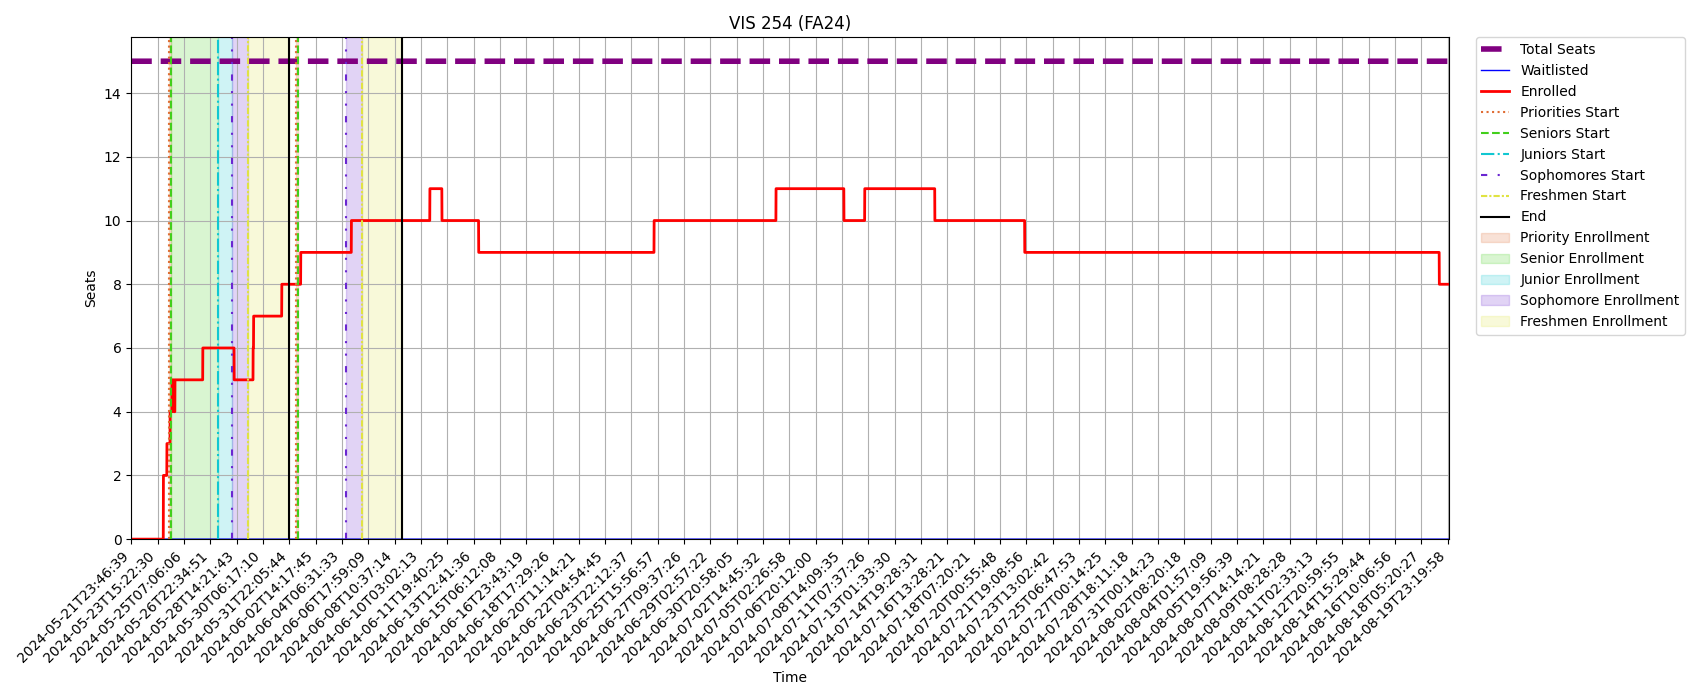 VIS 254 (FA24)
Seats
14
12
10
8
6
4
2
0
2024-05-21T23:46:39
2024-05-23T15:22:30
2024-05-25T07:06:06
2024-05-26T22:34:51
2024-05-28T14:21:43
2024-05-30T06:17:10
2024-05-31T22:05:44
2024-06-02T14:17:45
2024-06-04T06:31:33
2024-06-06T17:59:09
2024-06-08T10:37:14
2024-06-10T03:02:13
2024-06-11T19:40:25
2024-06-13T12:41:36
2024-06-15T06:12:08
2024-06-16T23:43:19
2024-06-18T17:29:26
2024-06-20T11:14:21
2024-06-22T04:54:45
2024-06-23T22:12:37
2024-06-25T15:56:57
2024-06-27T09:37:26
2024-06-29T02:57:22
2024-06-30T20:58:05
2024-07-02T14:45:32
2024-07-05T02:26:58
2024-07-06T20:12:00
2024-07-08T14:09:35
2024-07-11T07:37:26
2024-07-13T01:33:30
2024-07-14T19:28:31
2024-07-16T13:28:21
2024-07-18T07:20:21
2024-07-20T00:55:48
2024-07-21T19:08:56
2024-07-23T13:02:42
2024-07-25T06:47:53
2024-07-27T00:14:25
2024-07-28T18:11:18
2024-07-31T00:14:23
2024-08-02T08:20:18
2024-08-04T01:57:09
2024-08-05T19:56:39
2024-08-07T14:14:21
2024-08-09T08:28:28
2024-08-11T02:33:13
2024-08-12T20:59:55
2024-08-14T15:29:44
2024-08-16T10:06:56
2024-08-18T05:20:27
2024-08-19T23:19:58
Time
Total Seats
Waitlisted
Enrolled
Priorities Start
Seniors Start
Juniors Start
Sophomores Start
Freshmen Start
End
Priority Enrollment
Senior Enrollment
Junior Enrollment
Sophomore Enrollment
Freshmen Enrollment